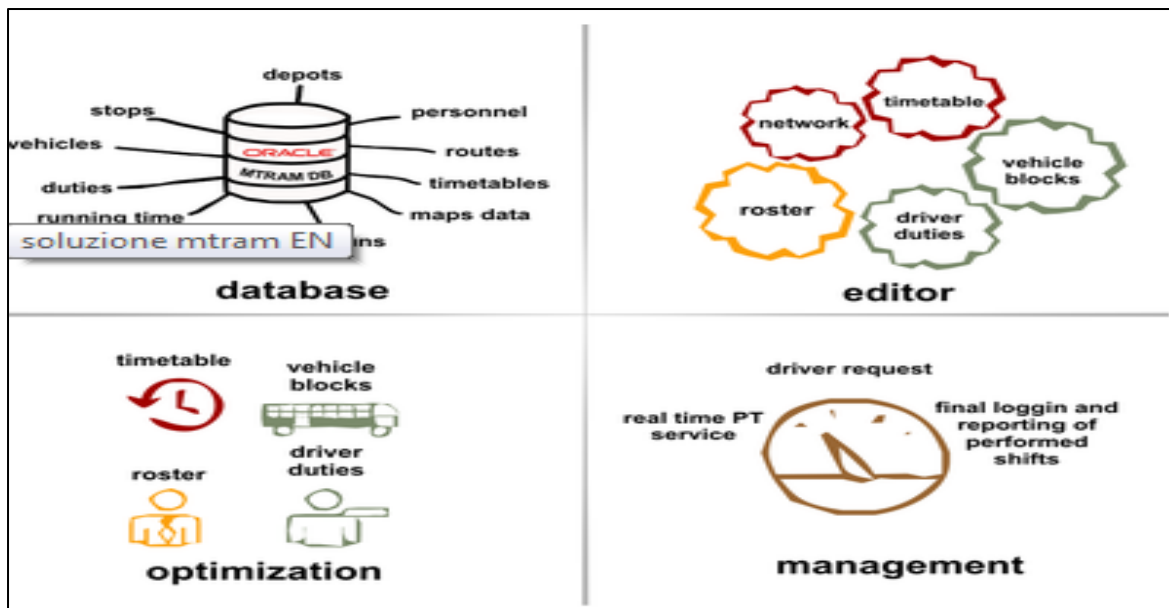 depots
stops
personnel
vehicles
ORACLE
routes
MTRAM DB
duties
timetables
running time
maps data
soluzione mtram EN
database
network
timetable
vehicle
blocks
roster
driver
duties
editor
timetable
vehicle
blocks
roster
driver
duties
optimization
driver request
real time PT
service
final loggin and
reporting of
performed
shifts
management